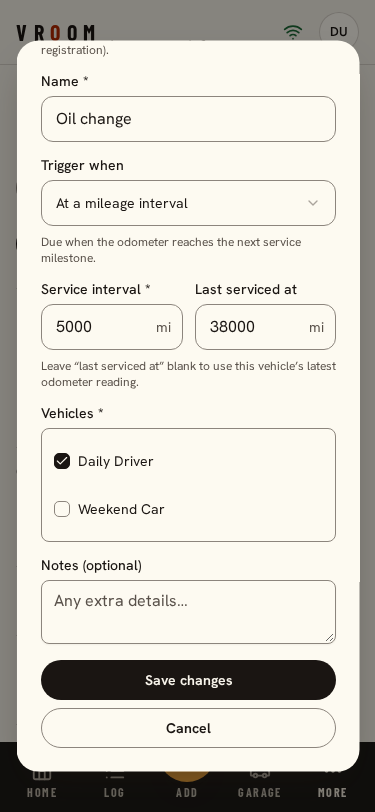 VROOM
DU
registration).
Name *
Oil change
Trigger when
At a mileage interval
Due when the odometer reaches the next service
milestone.
Service interval *
Last serviced at
5000 mi
38000 mi
Leave “last serviced at” blank to use this vehicle’s latest
odometer reading.
Vehicles *
Daily Driver
Weekend Car
Notes (optional)
Any extra details...
Save changes
Cancel
HOME
LOG
ADD
GARAGE
MORE